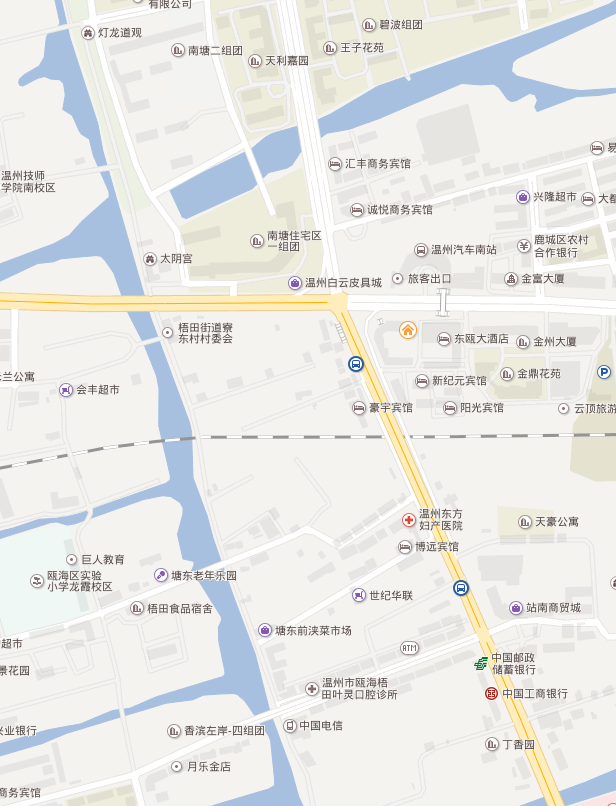 有限公司
灯龙道观
碧波组团
南塘二组团
王子花苑
天利嘉园
汇丰商务宾馆
易
温州技师
学院南校区
兴隆超市
大都
诚悦商务宾馆
南塘住宅区
一组团
鹿城区农村
合作银行
温州汽车南站
太阴宫
温州白云皮具城
旅客出口
金富大厦
梧田街道寮
东村村委会
东瓯大酒店
金州大厦
兰公寓
会丰超市
新纪元宾馆
金鼎花苑
P
豪宇宾馆
阳光宾馆
云顶旅游
温州东方
妇产医院
天豪公寓
博远宾馆
巨人教育
瓯海区实验
小学龙霞校区
塘东老年乐园
梧田食品宿舍
世纪华联
站南商贸城
塘东前浃菜市场
超市
ATM
中国邮政
储蓄银行
景花园
温州市瓯海梧
田叶灵口腔诊所
中国工商银行
兴业银行
香滨左岸-四组团
中国电信
丁香园
月乐金店
商务宾馆